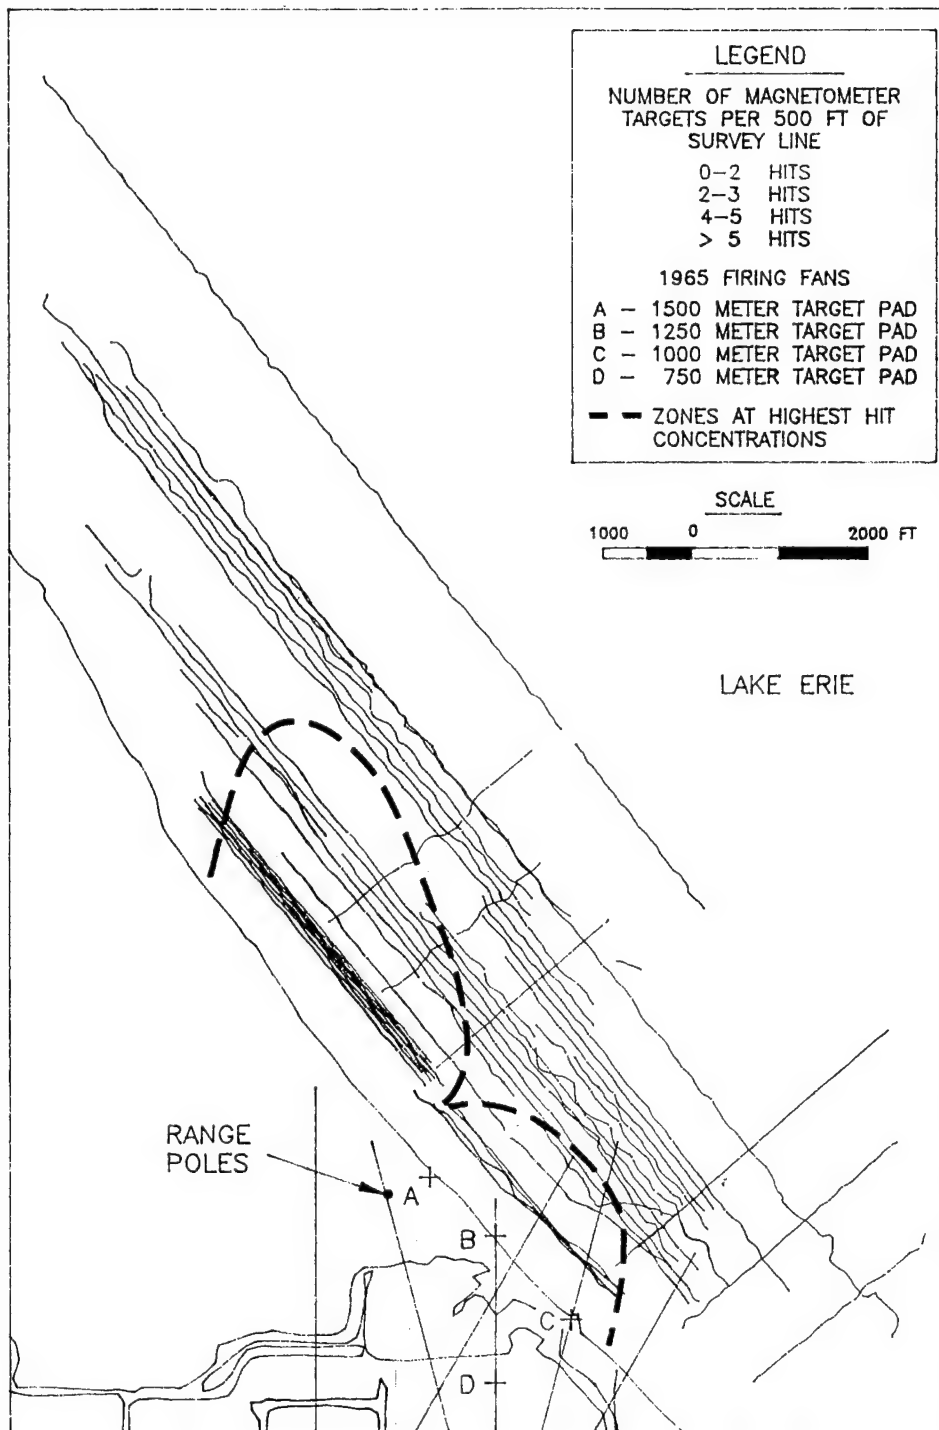 LEGEND
NUMBER OF MAGNETOMETER
TARGETS PER 500 FT OF
SURVEY LINE
0-2 HITS
2-3 HITS
4-5 HITS
> 5 HITS
1965 FIRING FANS
A - 1500 METER TARGET PAD
B - 1250 METER TARGET PAD
C - 1000 METER TARGET PAD
D - 750 METER TARGET PAD
ZONES AT HIGHEST HIT
CONCENTRATIONS
SCALE
1000 0 2000 FT
LAKE ERIE
RANGE
POLES
A
B
C
D